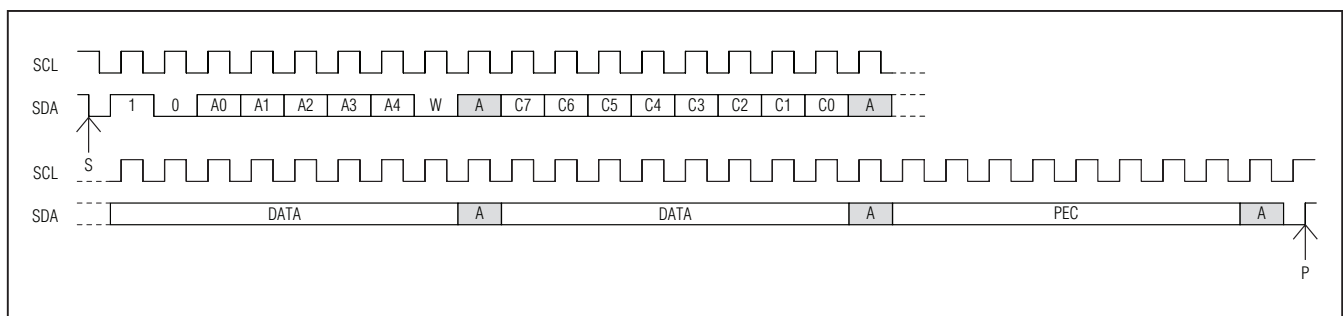 SCL
SDA 1 0 A0 A1 A2 A3 A4 W A C7 C6 C5 C4 C3 C2 C1 C0 A
S
SCL
SDA DATA A DATA A PEC A
P